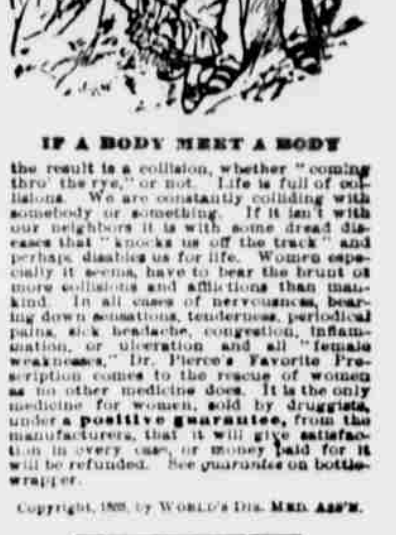 IF A BODY MEET A BODY
the result is a collision, whether "coming
thro' the rye," or not. Life is full of col-
lisions. We are constantly colliding with
somebody or something. If it isn't with
our neighbors it is with some dread dis-
eases that "knocks us off the track" and
perhaps disables us for life. Women espe-
cially it seems, have to bear the brunt of
more collisions and afflictions than man-
kind. In all cases of nervousness, bear-
ing down sensations, tenderness, periodical
pains, sick headache, congestion, inflam-
mation, or ulceration and all "female
weaknesses," Dr. Pierce's Favorite Pre-
scription comes to the rescue of women
as no other medicine does. It is the only
medicine for women, sold by druggists,
under a positive guarantee, from the
manufacturers, that it will give satisfac-
tion in every case, or money paid for it
will be refunded. See guarantee on bottle-
wrapper.
Copyright, 1888, by WORLD'S DIS. MED. ASS'N.